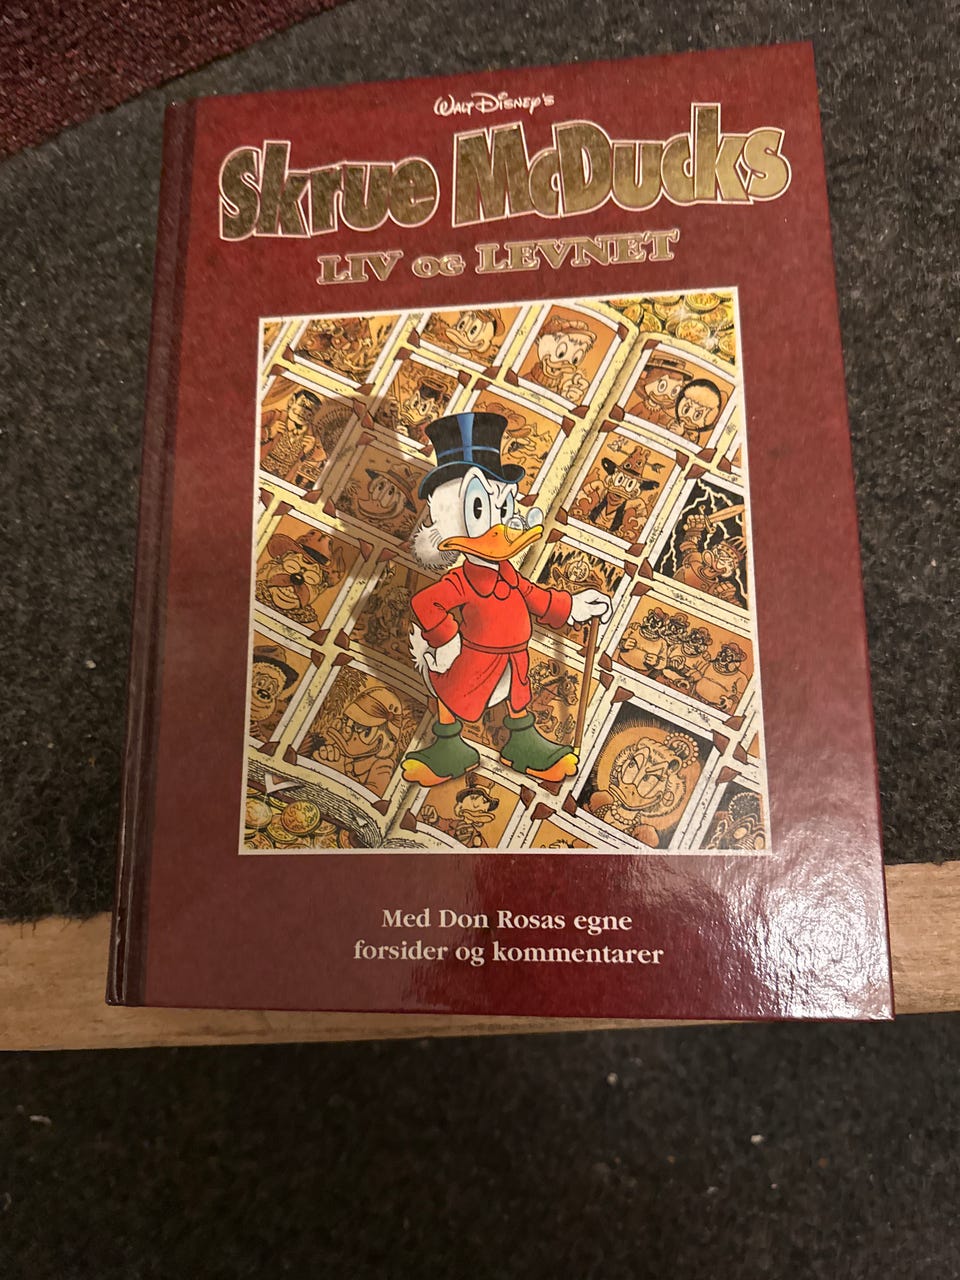 Walt Disney's
Skrue McDucks
LIV OG LEVNET
Med Don Rosas egne
forsider og kommentarer